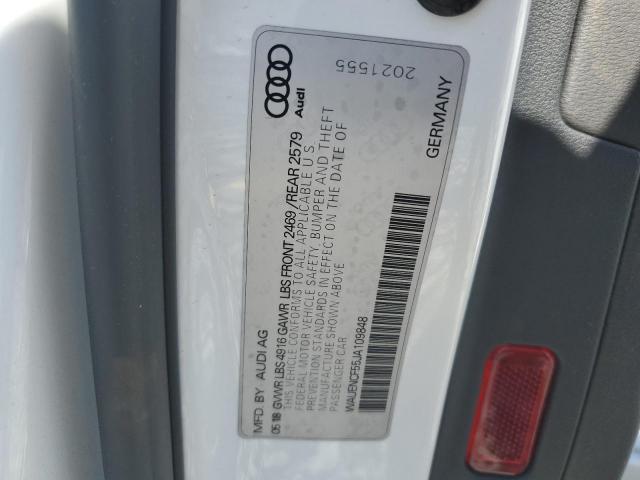 MFD. BY AUDI AG
05 18 GVWR LBS 4916 GAWR LBS FRONT 2469 /REAR 2579
THIS VEHICLE CONFORMS TO ALL APPLICABLE U S
FEDERAL MOTOR VEHICLE SAFETY, BUMPER AND THEFT
PREVENTION STANDARDS IN EFFECT ON THE DATE OF
MANUFACTURE SHOWN ABOVE
PASSENGER CAR
WAUENCF55JA109848
Audi
2021555
GERMANY